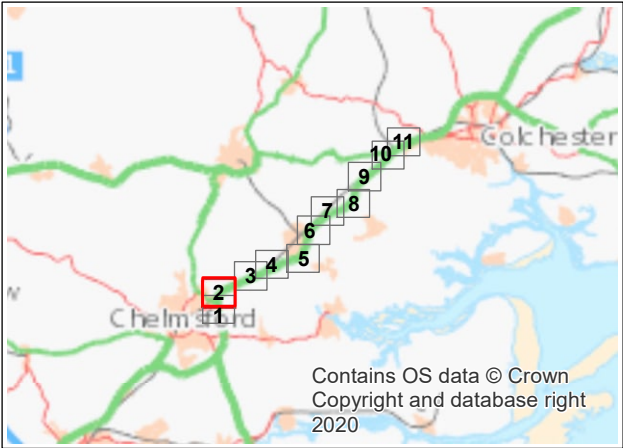 1
Colchester
11
10
9
8
7
6
5
4
3
2
w
Chelmsford
1
Contains OS data © Crown
Copyright and database right
2020